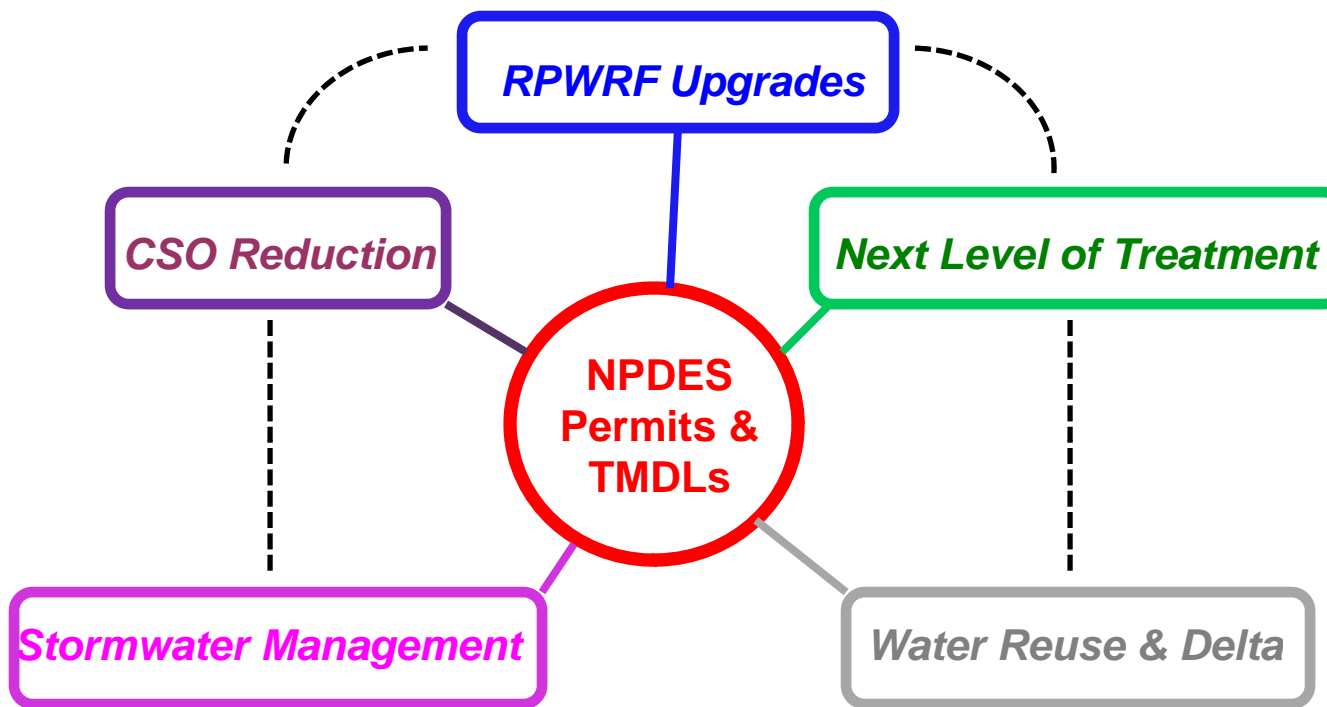 RPWRF Upgrades
CSO Reduction
Next Level of Treatment
NPDES
Permits &
TMDLs
Stormwater Management
Water Reuse & Delta